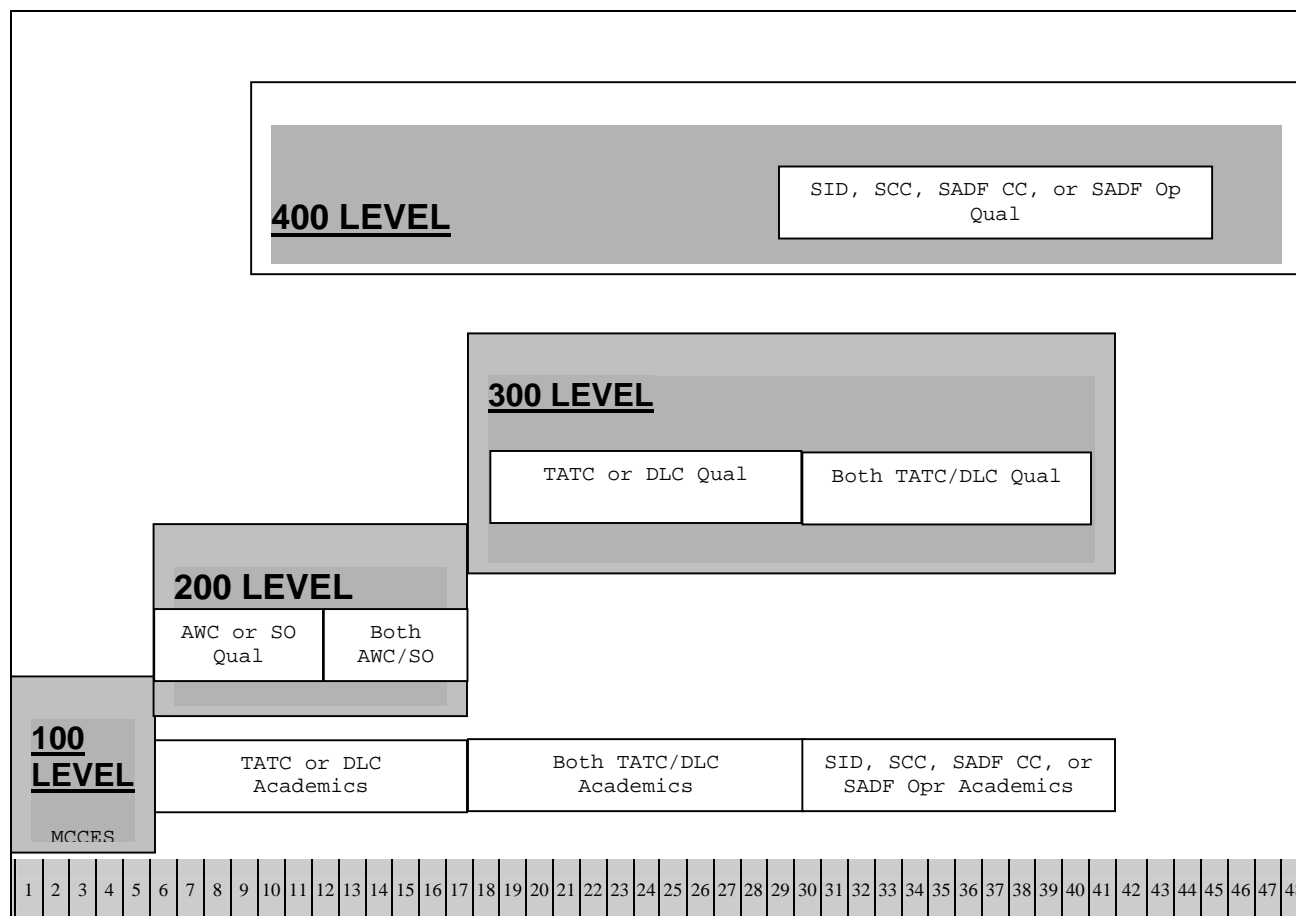 SID, SCC, SADF CC, or SADF Op
Qual
400 LEVEL
300 LEVEL
TATC or DLC Qual
Both TATC/DLC Qual
200 LEVEL
AWC or SO
Qual
Both
AWC/SO
100
LEVEL
MCCES
TATC or DLC
Academics
Both TATC/DLC
Academics
SID, SCC, SADF CC, or
SADF Opr Academics
1 2 3 4 5 6 7 8 9 10 11 12 13 14 15 16 17 18 19 20 21 22 23 24 25 26 27 28 29 30 31 32 33 34 35 36 37 38 39 40 41 42 43 44 45 46 47